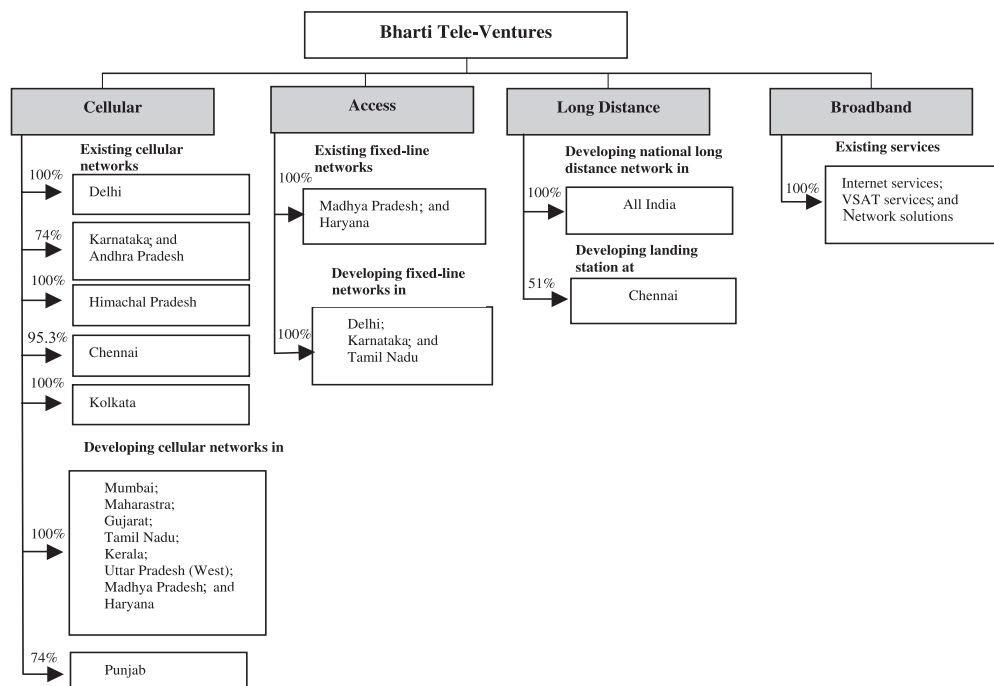 Bharti Tele-Ventures
Cellular
Existing cellular
networks
100%
Delhi
74%
Karnataka; and
Andhra Pradesh
100%
Himachal Pradesh
95.3%
Chennai
100%
Kolkata
Developing cellular networks in
100%
Mumbai;
Maharastra;
Gujarat;
Tamil Nadu;
Kerala;
Uttar Pradesh (West);
Madhya Pradesh; and
Haryana
74%
Punjab
Access
Existing fixed-line
networks
100%
Madhya Pradesh; and
Haryana
Developing fixed-line
networks in
100%
Delhi;
Karnataka; and
Tamil Nadu
Long Distance
Developing national long
distance network in
100%
All India
Developing landing
station at
51%
Chennai
Broadband
Existing services
100%
Internet services;
VSAT services; and
Network solutions